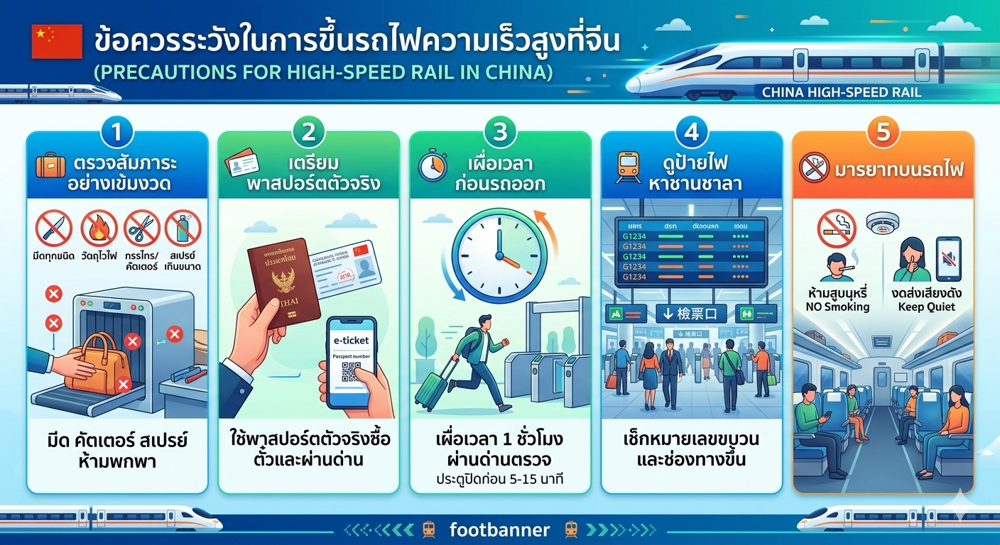 ข้อควรระวังในการขึ้นรถไฟความเร็วสูงที่จีน
(PRECAUTIONS FOR HIGH-SPEED RAIL IN CHINA)
CHINA HIGH-SPEED RAIL
1
ตรวจสัมภาระ
อย่างเข้มงวด
มีดทุกชนิด
วัตถุไวไฟ
กรรไกร/
คัตเตอร์
สเปรย์
เกินขนาด
มีด คัตเตอร์ สเปรย์
ห้ามพกพา
2
เตรียม
พาสปอร์ตตัวจริง
THAI
e-ticket
Passpert number
ใช้พาสปอร์ตตัวจริงซื้อ
ตั๋วและผ่านด่าน
3
เผื่อเวลา
ก่อนรถออก
เผื่อเวลา 1 ชั่วโมง
ผ่านด่านตรวจ
ประตูปิดก่อน 5-15 นาที
4
ดูป้ายไฟ
หาชานชาลา
G1234
G1234
G1234
G1234
G1234
檢票口
檢票口
เช็กหมายเลขขบวน
และช่องทางขึ้น
5
มารยาทบนรถไฟ
ห้ามสูบบุหรี่
NO Smoking
งดส่งเสียงดัง
Keep Quiet
footbanner